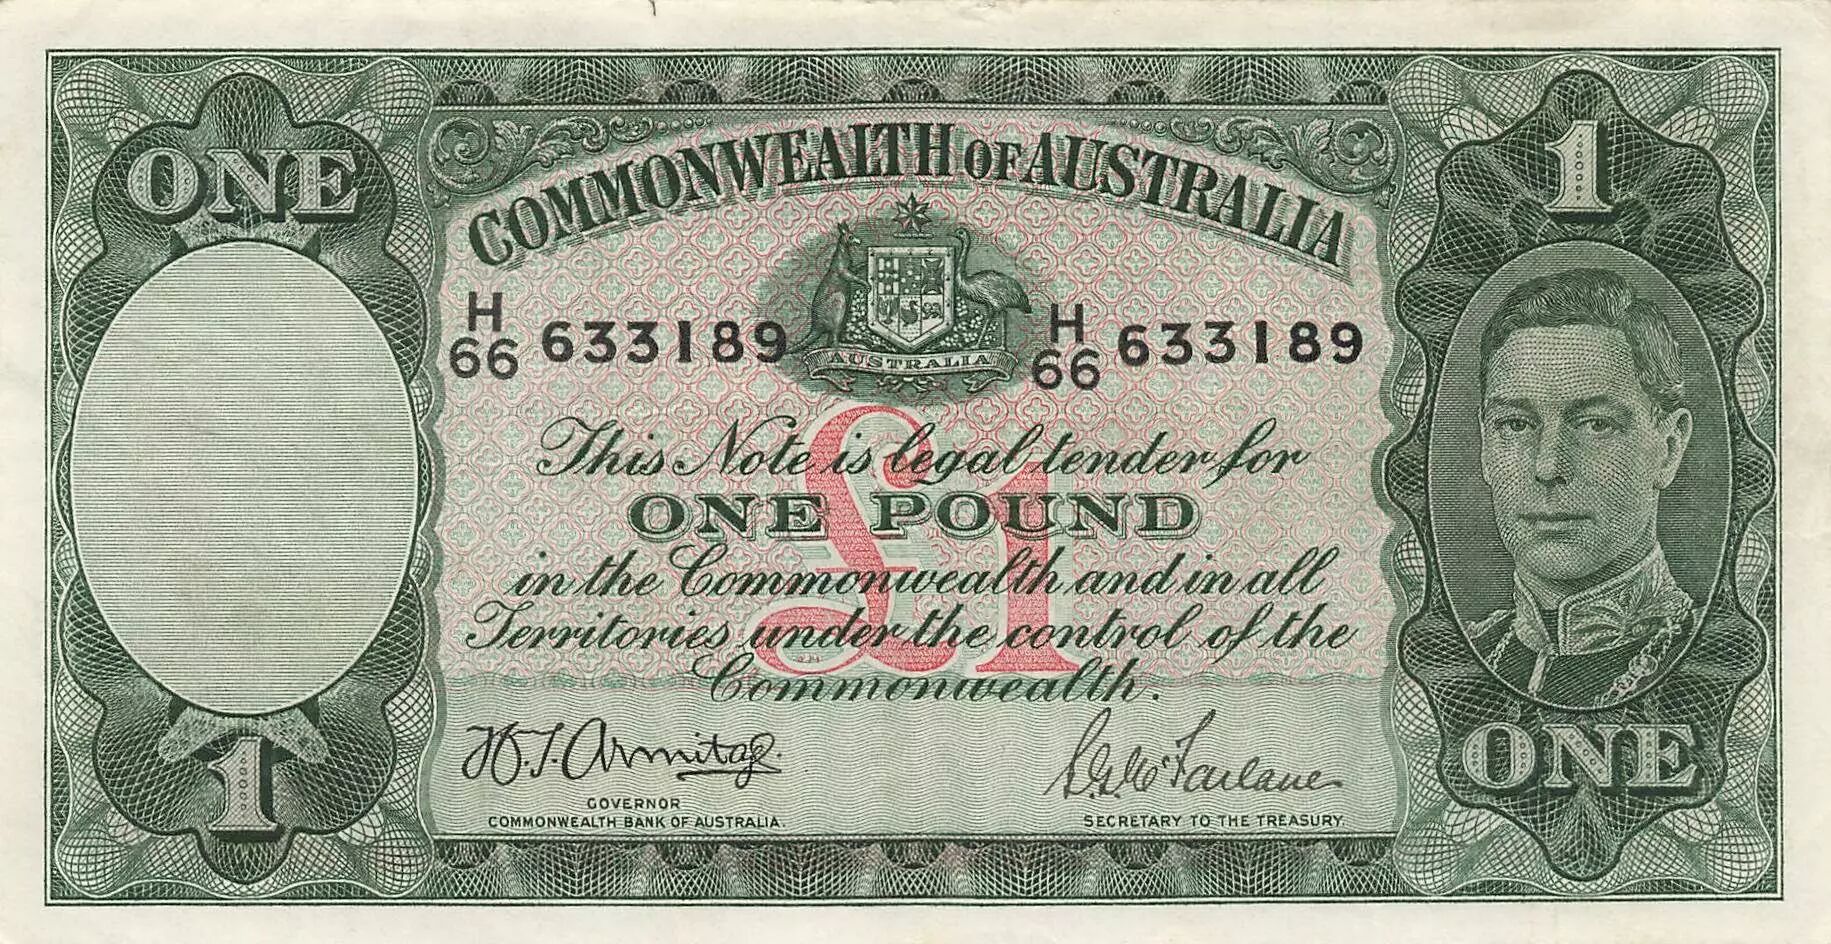 ONE
1
COMMONWEALTH OF AUSTRALIA
H
66 633189
H
66 633189
AUSTRALIA
£1
This Note is legal tender for
ONE POUND
in the Commonwealth and in all
Territories under the control of the
Commonwealth.
H.T. Armitage.
S.G. McFarlane
GOVERNOR
COMMONWEALTH BANK OF AUSTRALIA.
SECRETARY TO THE TREASURY.
1
ONE